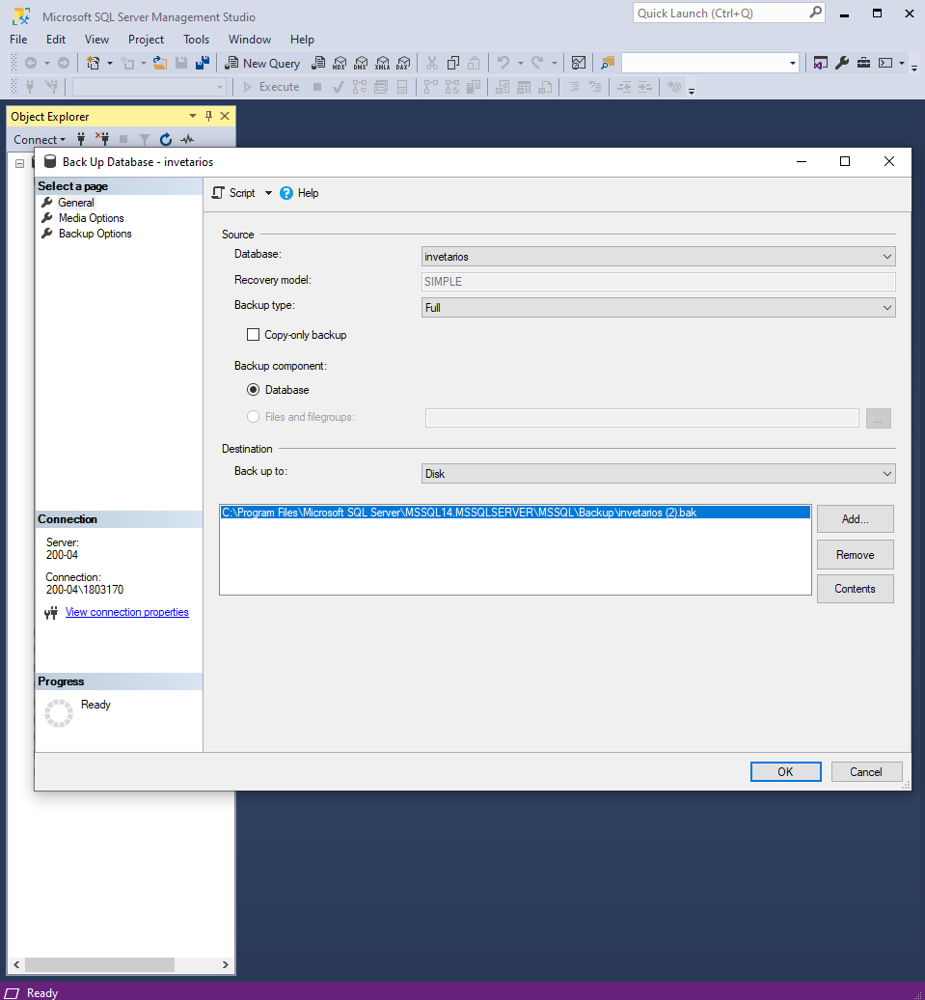 Microsoft SQL Server Management Studio
Quick Launch (Ctrl+Q)
File Edit View Project Tools Window Help
New Query
MDX DMX XMLA DAX
Execute
Object Explorer
Connect
Back Up Database - invetarios
Select a page
General
Media Options
Backup Options
Script Help
Source
Database: invetarios
Recovery model: SIMPLE
Backup type: Full
Copy-only backup
Backup component:
Database
Files and filegroups: ...
Destination
Back up to: Disk
C:\Program Files\Microsoft SQL Server\MSSQL14.MSSQLSERVER\MSSQL\Backup\invetarios (2).bak
Add...
Remove
Contents
Connection
Server:
200-04
Connection:
200-04\1803170
View connection properties
Progress
Ready
OK Cancel
Ready